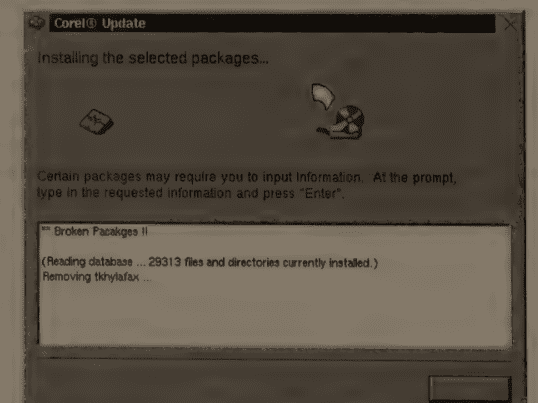 Corel® Update
Installing the selected packages...
Certain packages may require you to input information. At the prompt,
type in the requested information and press "Enter".
Broken Pacakges !!
(Reading database ... 29313 files and directories currently installed.)
Removing tkhylafax ...